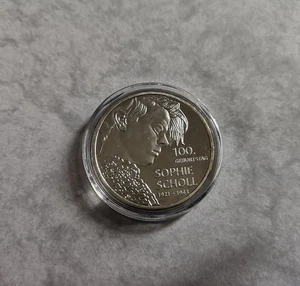 100.
GEBURTSTAG
SOPHIE
SCHOLL
1921 - 1943